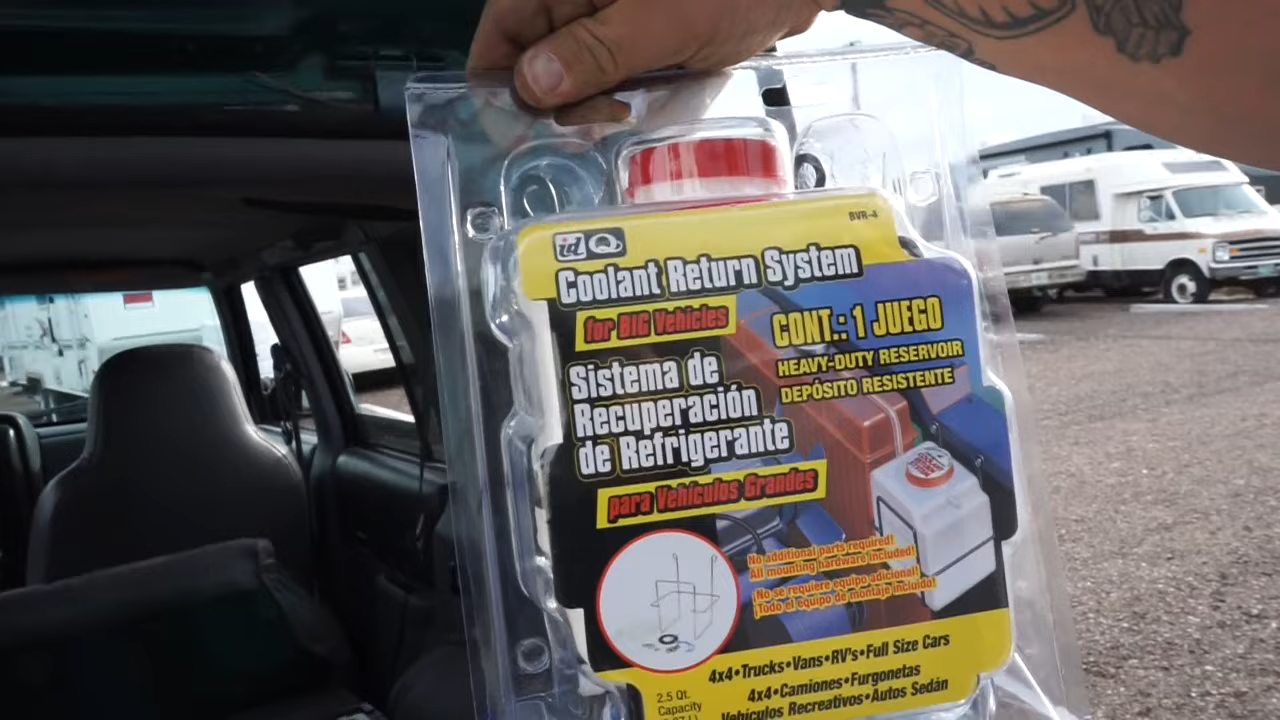 BVR-4
id Q
Coolant Return System
for BIG Vehicles
CONT.: 1 JUEGO
HEAVY-DUTY RESERVOIR
DEPÓSITO RESISTENTE
Sistema de
Recuperación
de Refrigerante
para Vehículos Grandes
No additional parts required!
All mounting hardware included!
¡No se requiere equipo adicional!
¡Todo el equipo de montaje incluido!
4x4•Trucks•Vans•RV's•Full Size Cars
4x4•Camiones•Furgonetas
Vehículos Recreativos•Autos Sedán
2.5 Qt.
Capacity